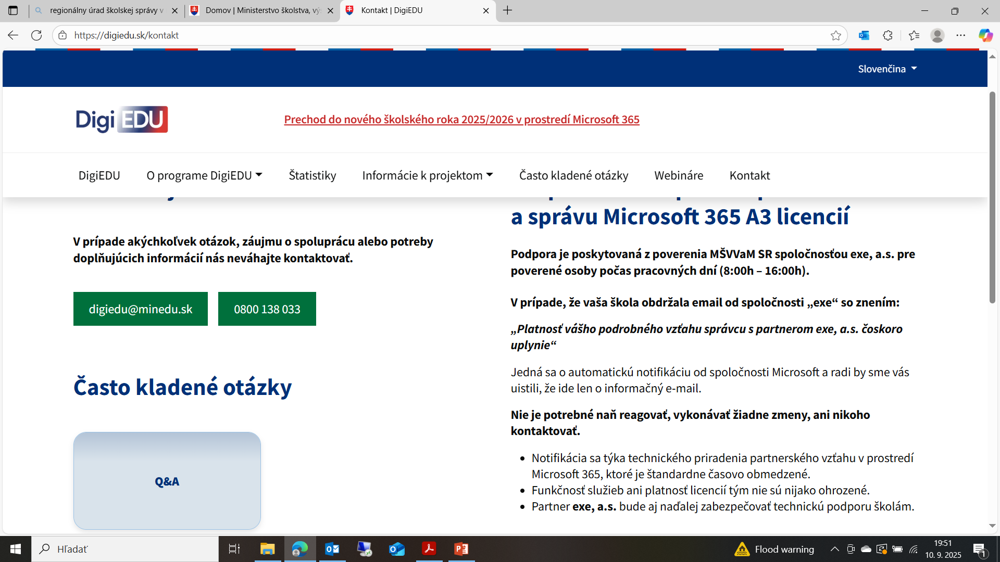 regionálny úrad školskej správy v
Domov | Ministerstvo školstva, vý
Kontakt | DigiEDU
https://digiedu.sk/kontakt
Slovenčina
Digi EDU
Prechod do nového školského roka 2025/2026 v prostredí Microsoft 365
DigiEDU
O programe DigiEDU
Štatistiky
Informácie k projektom
Často kladené otázky
Webináre
Kontakt
V prípade akýchkoľvek otázok, záujmu o spoluprácu alebo potreby
doplňujúcich informácií nás neváhajte kontaktovať.
digiedu@minedu.sk
0800 138 033
Často kladené otázky
Q&A
a správu Microsoft 365 A3 licencií
Podpora je poskytovaná z poverenia MŠVVaM SR spoločnosťou exe, a.s. pre
poverené osoby počas pracovných dní (8:00h – 16:00h).
V prípade, že vaša škola obdržala email od spoločnosti „exe“ so znením:
„Platnosť vášho podrobného vzťahu správcu s partnerom exe, a.s. čoskoro
uplynie“
Jedná sa o automatickú notifikáciu od spoločnosti Microsoft a radi by sme vás
uistili, že ide len o informačný e-mail.
Nie je potrebné naň reagovať, vykonávať žiadne zmeny, ani nikoho
kontaktovať.
Notifikácia sa týka technického priradenia partnerského vzťahu v prostredí
Microsoft 365, ktoré je štandardne časovo obmedzené.
Funkčnosť služieb ani platnosť licencií tým nie sú nijako ohrozené.
Partner exe, a.s. bude aj naďalej zabezpečovať technickú podporu školám.
Hľadať
Flood warning
19:51
10. 9. 2025
1